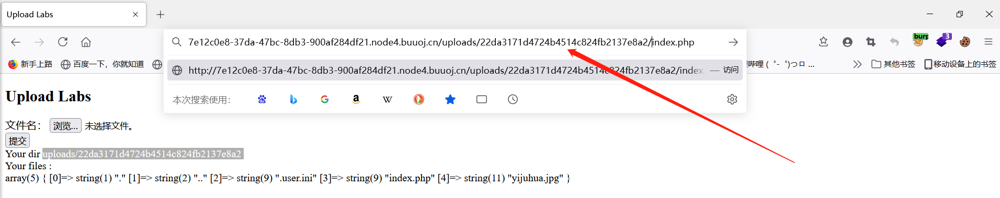 Upload Labs
7e12c0e8-37da-47bc-8db3-900af284df21.node4.buuoj.cn/uploads/22da3171d4724b4514c824fb2137e8a2/index.php
burp
3
新手上路 百度一下，你就知道
哔哩 ( ゜- ゜)つロ ...
其他书签
移动设备上的书签
http://7e12c0e8-37da-47bc-8db3-900af284df21.node4.buuoj.cn/uploads/22da3171d4724b4514c824fb2137e8a2/index. — 访问
本次搜索使用：
Upload Labs
文件名： 浏览... 未选择文件。
提交
Your dir uploads/22da3171d4724b4514c824fb2137e8a2
Your files :
array(5) { [0]=> string(1) "." [1]=> string(2) ".." [2]=> string(9) ".user.ini" [3]=> string(9) "index.php" [4]=> string(11) "yijuhua.jpg" }